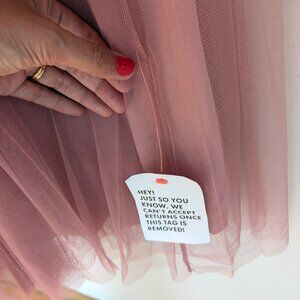 HEY!
JUST SO YOU
KNOW, WE
CAN'T ACCEPT
RETURNS ONCE
THIS TAG IS
REMOVED!